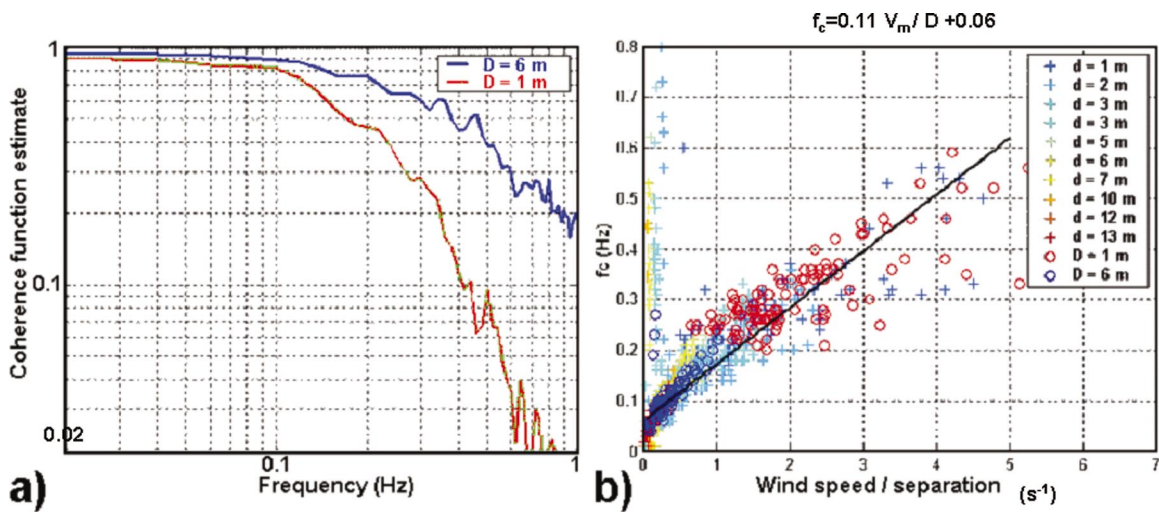 f_c=0.11 V_m/ D +0.06
1
D = 6 m
D = 1 m
Coherence function estimate
0.1
0.02
0.1
1
Frequency (Hz)
a)
0.8
0.7
0.6
0.5
0.4
0.3
0.2
0.1
0
f_c (Hz)
d = 1 m
d = 2 m
d = 3 m
d = 3 m
d = 5 m
d = 6 m
d = 7 m
d = 10 m
d = 12 m
d = 13 m
D = 1 m
D = 6 m
0 1 2 3 4 5 6 7
Wind speed / separation (s⁻¹)
b)